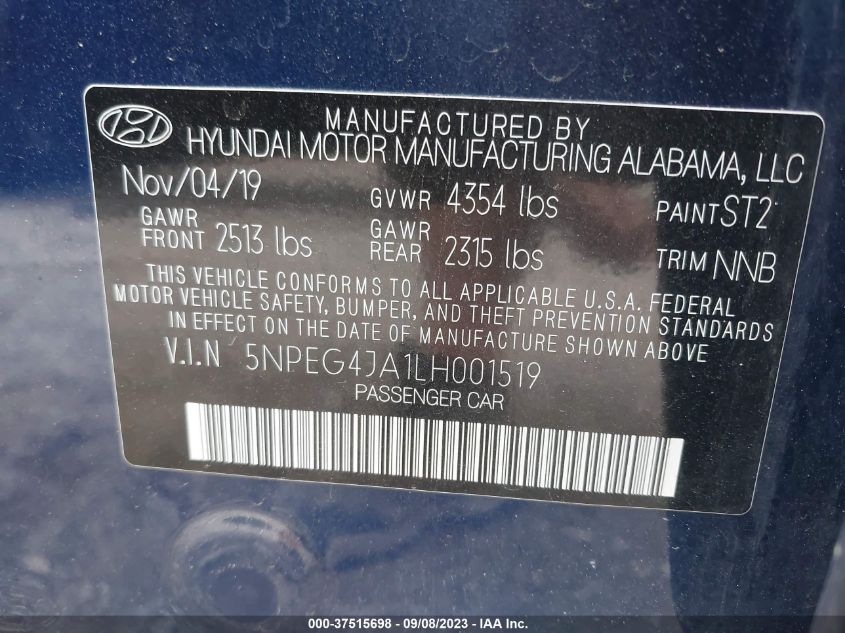 MANUFACTURED BY
HYUNDAI MOTOR MANUFACTURING ALABAMA, LLC
Nov/04/19 GVWR 4354 lbs PAINT ST2
GAWR FRONT 2513 lbs GAWR REAR 2315 lbs TRIM NNB
THIS VEHICLE CONFORMS TO ALL APPLICABLE U.S.A. FEDERAL
MOTOR VEHICLE SAFETY, BUMPER, AND THEFT PREVENTION STANDARDS
IN EFFECT ON THE DATE OF MANUFACTURE SHOWN ABOVE
V.I.N 5NPEG4JA1LH001519
PASSENGER CAR
000-37515698 - 09/08/2023 - IAA Inc.